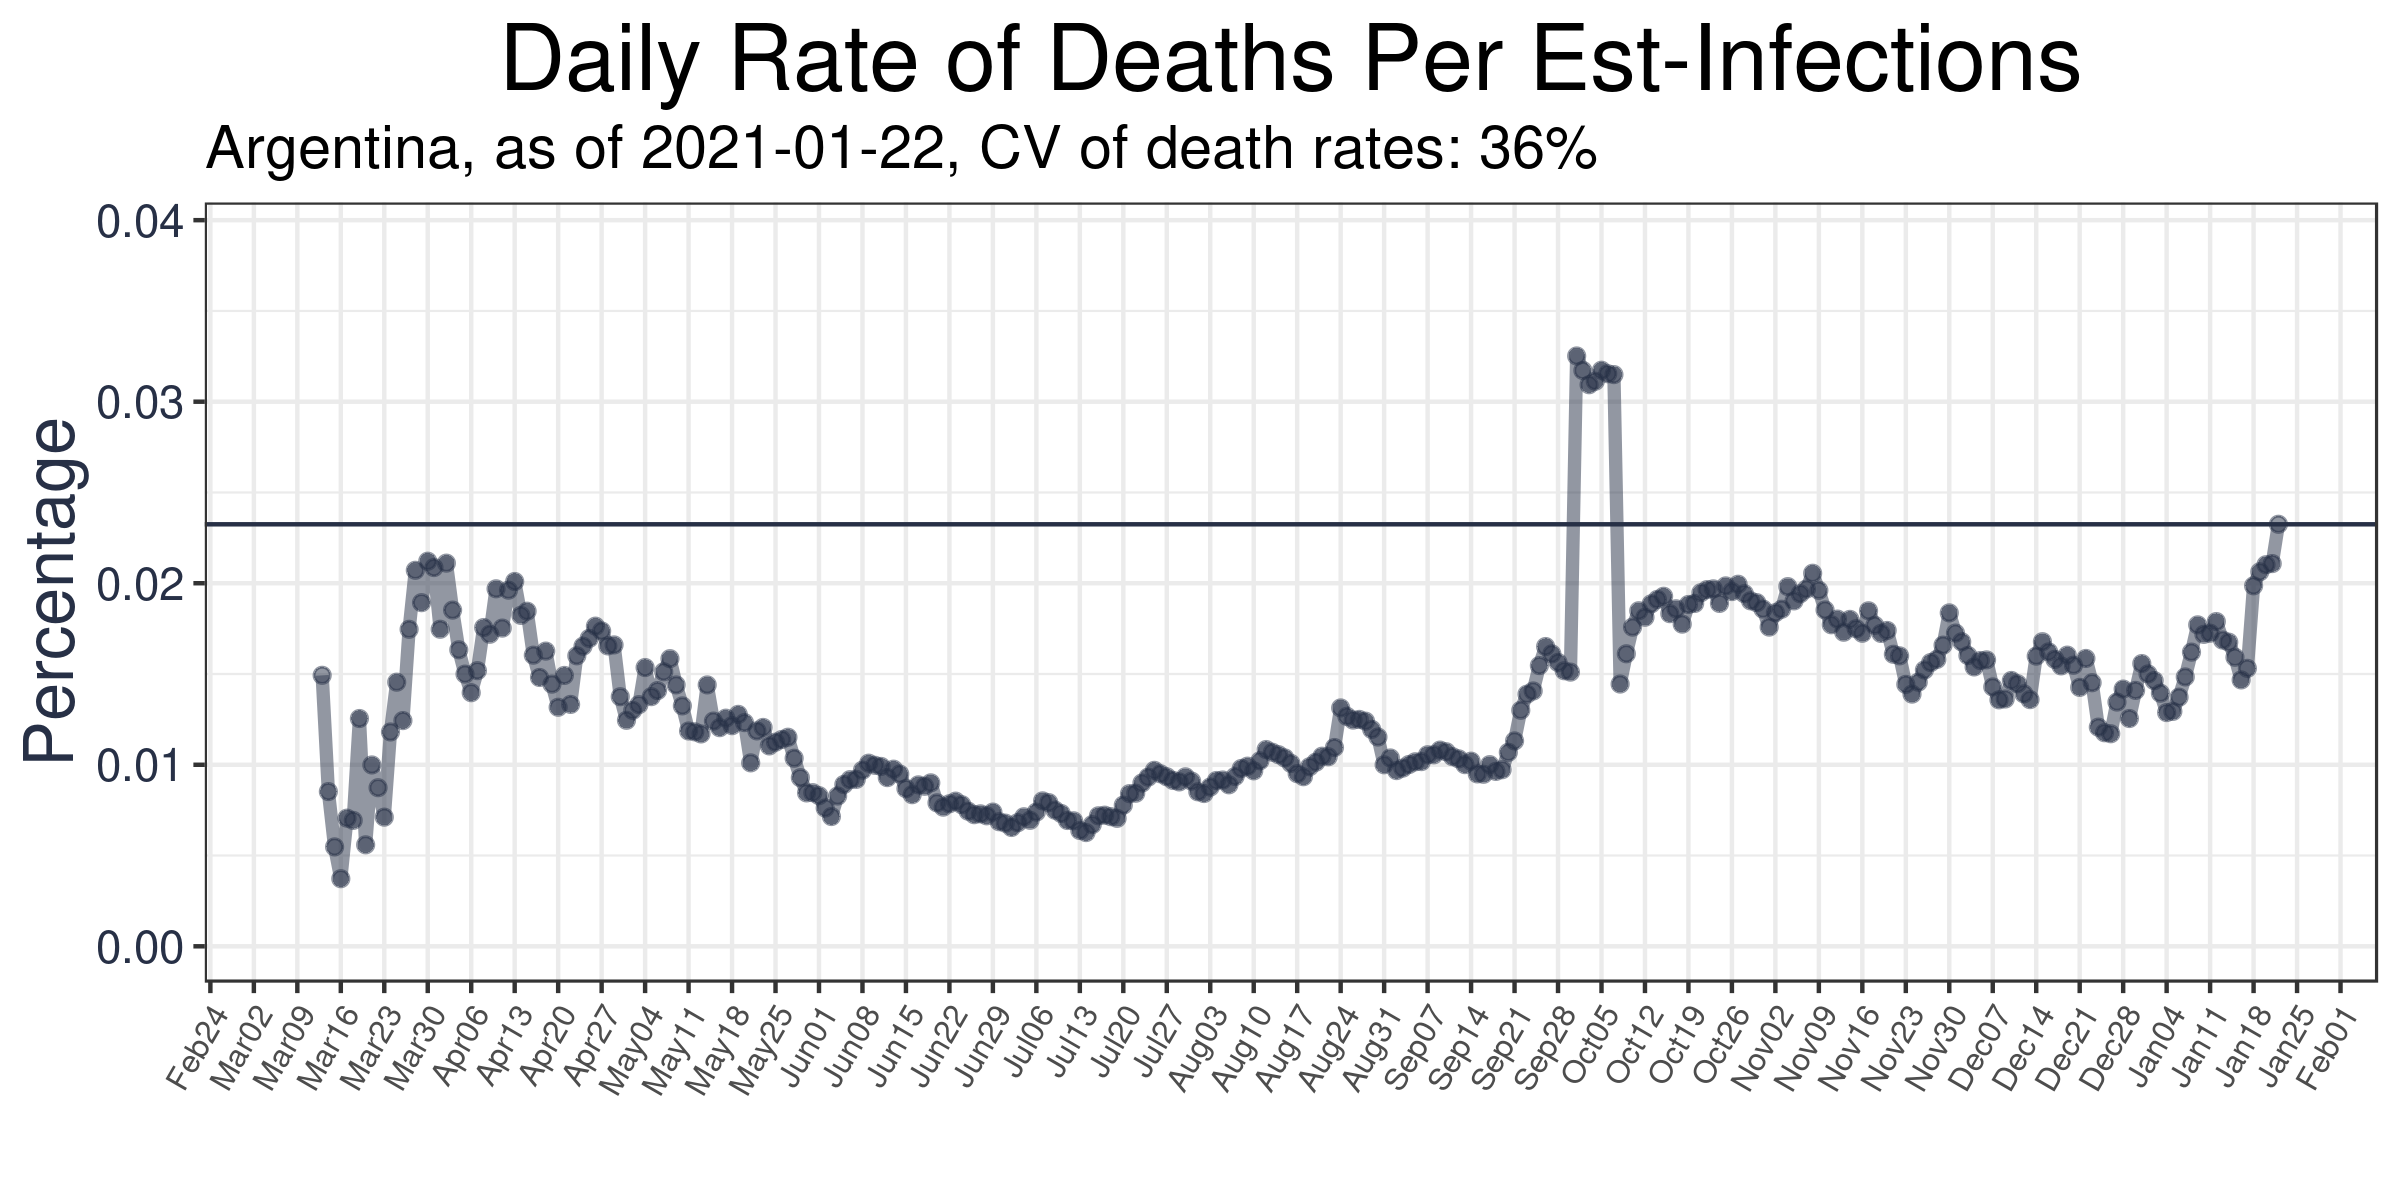 Daily Rate of Deaths Per Est-Infections
Argentina, as of 2021-01-22, CV of death rates: 36%
Percentage
0.04
0.03
0.02
0.01
0.00
Feb24
Mar02
Mar09
Mar16
Mar23
Mar30
Apr06
Apr13
Apr20
Apr27
May04
May11
May18
May25
Jun01
Jun08
Jun15
Jun22
Jun29
Jul06
Jul13
Jul20
Jul27
Aug03
Aug10
Aug17
Aug24
Aug31
Sep07
Sep14
Sep21
Sep28
Oct05
Oct12
Oct19
Oct26
Nov02
Nov09
Nov16
Nov23
Nov30
Dec07
Dec14
Dec21
Dec28
Jan04
Jan11
Jan18
Jan25
Feb01